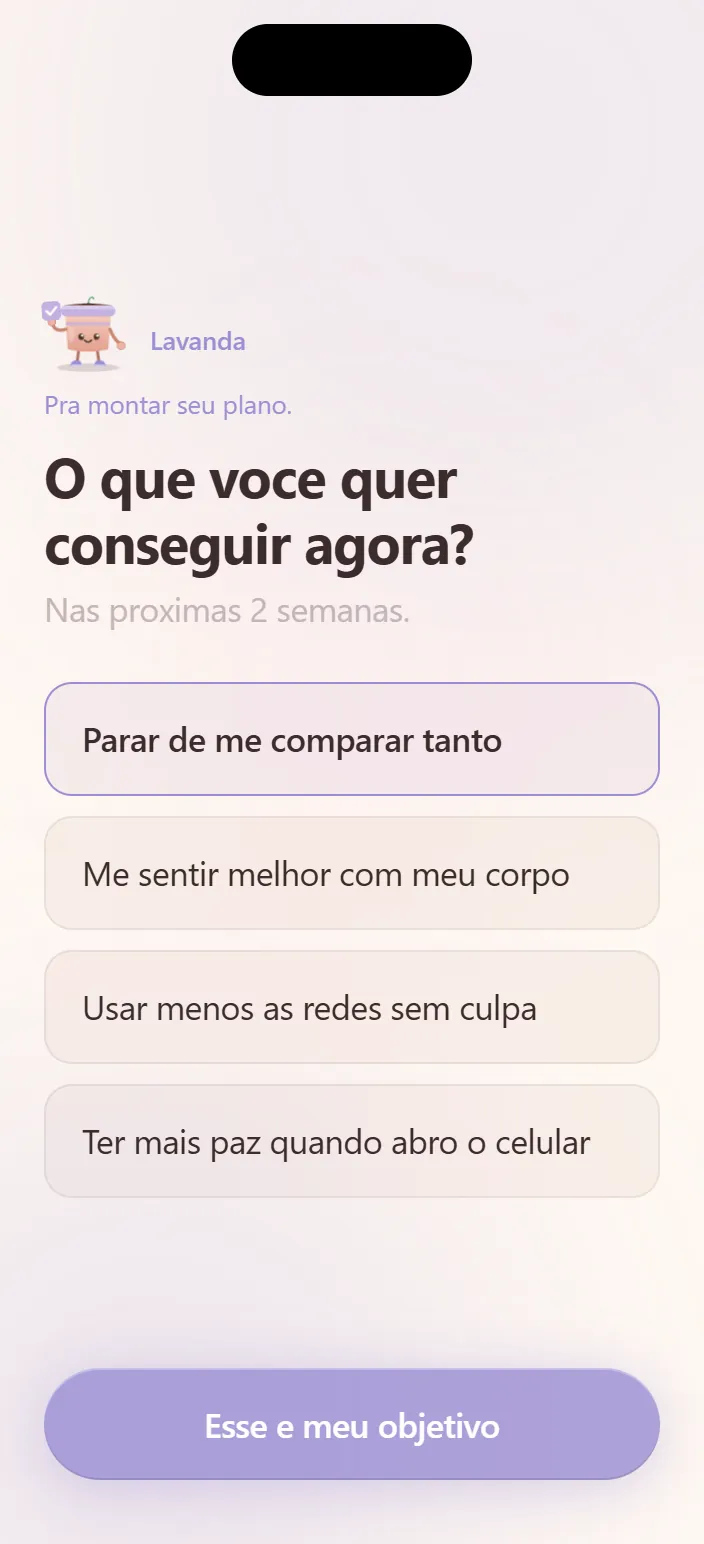 Lavanda
Pra montar seu plano.
O que voce quer
conseguir agora?
Nas proximas 2 semanas.
Parar de me comparar tanto
Me sentir melhor com meu corpo
Usar menos as redes sem culpa
Ter mais paz quando abro o celular
Esse e meu objetivo